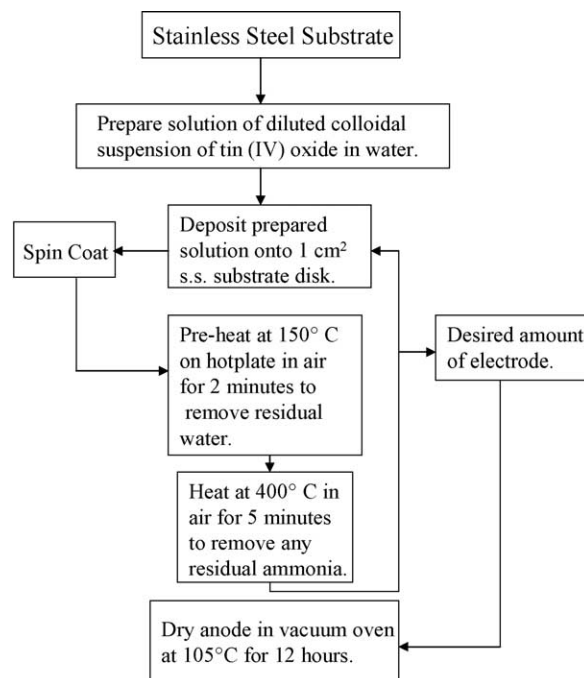 Stainless Steel Substrate
Prepare solution of diluted colloidal
suspension of tin (IV) oxide in water.
Deposit prepared
solution onto 1 cm²
s.s. substrate disk.
Spin Coat
Pre-heat at 150° C
on hotplate in air
for 2 minutes to
remove residual
water.
Desired amount
of electrode.
Heat at 400° C in
air for 5 minutes
to remove any
residual ammonia.
Dry anode in vacuum oven
at 105°C for 12 hours.